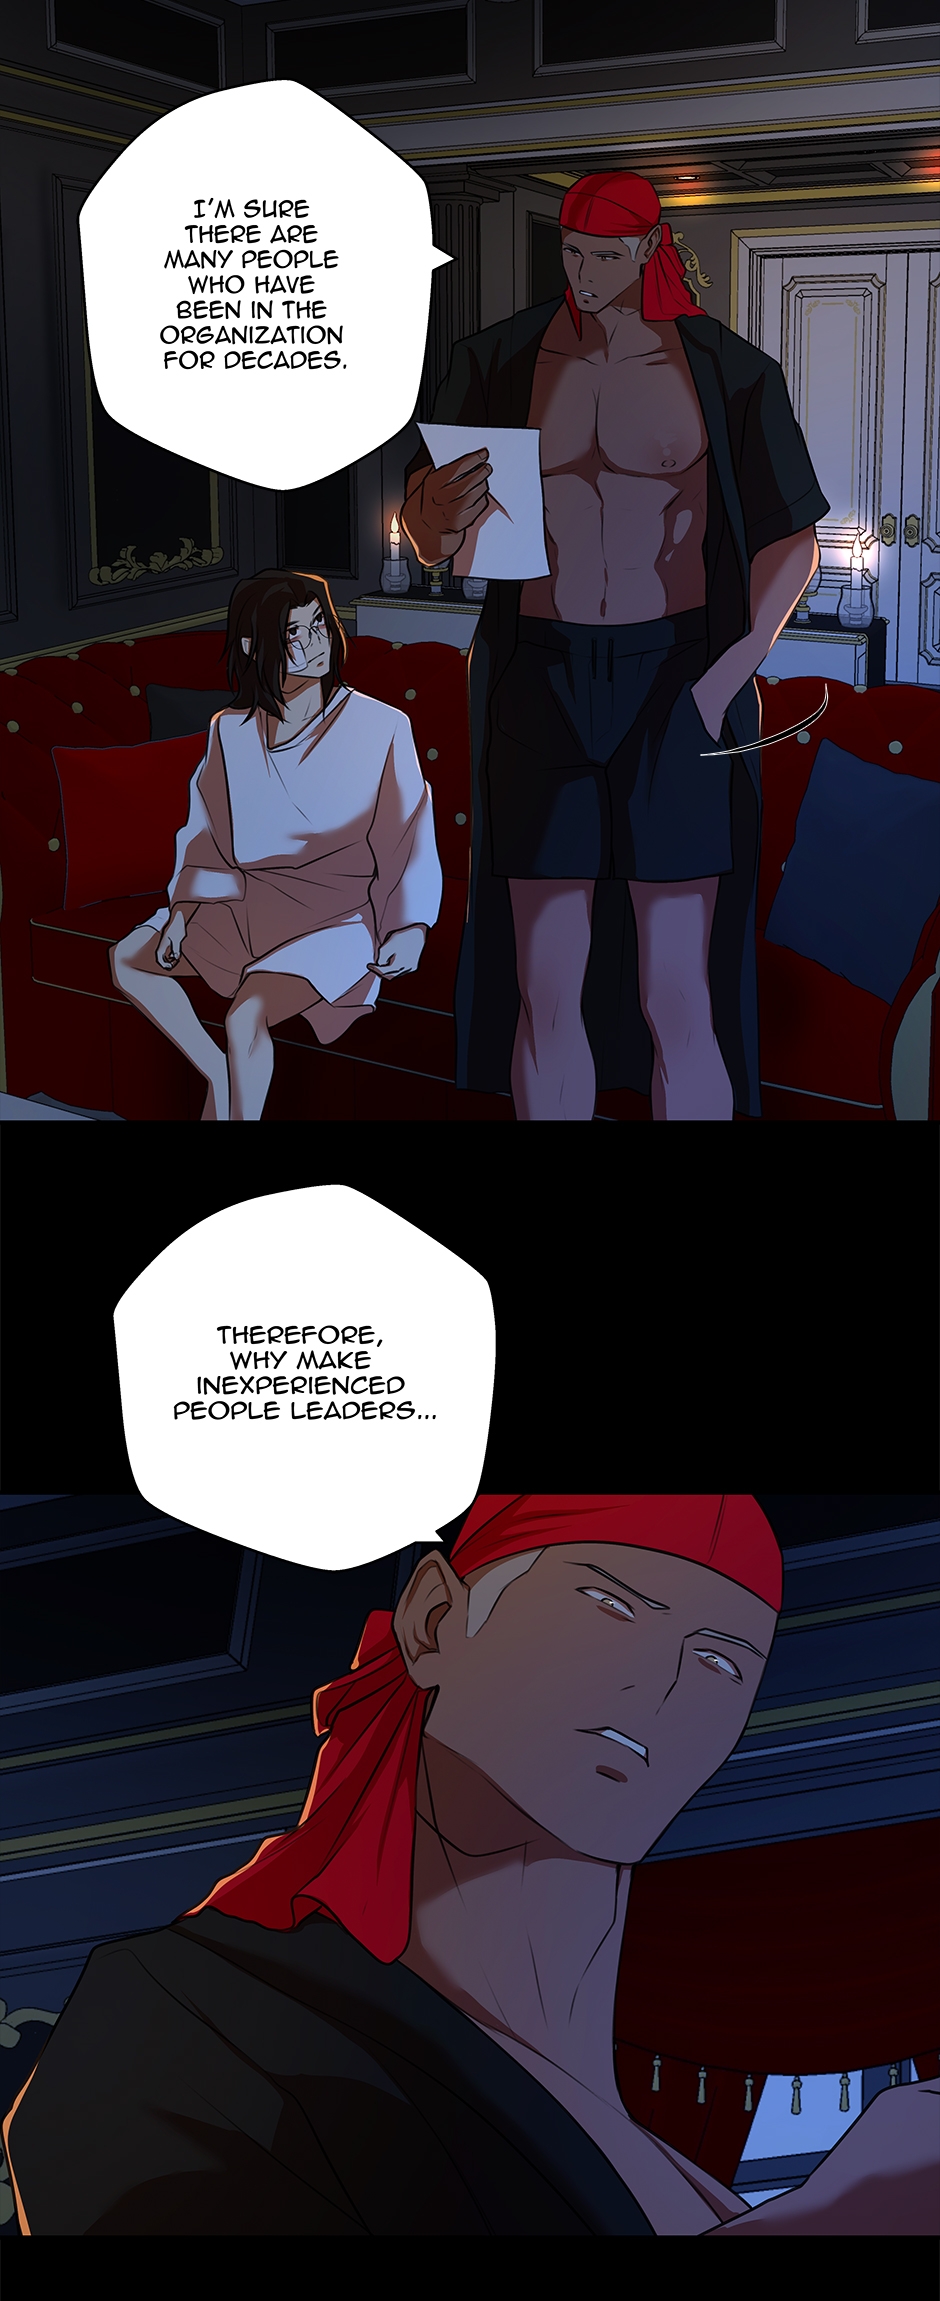 I'M SURE
THERE ARE
MANY PEOPLE
WHO HAVE
BEEN IN THE
ORGANIZATION
FOR DECADES.
THEREFORE,
WHY MAKE
INEXPERIENCED
PEOPLE LEADERS...